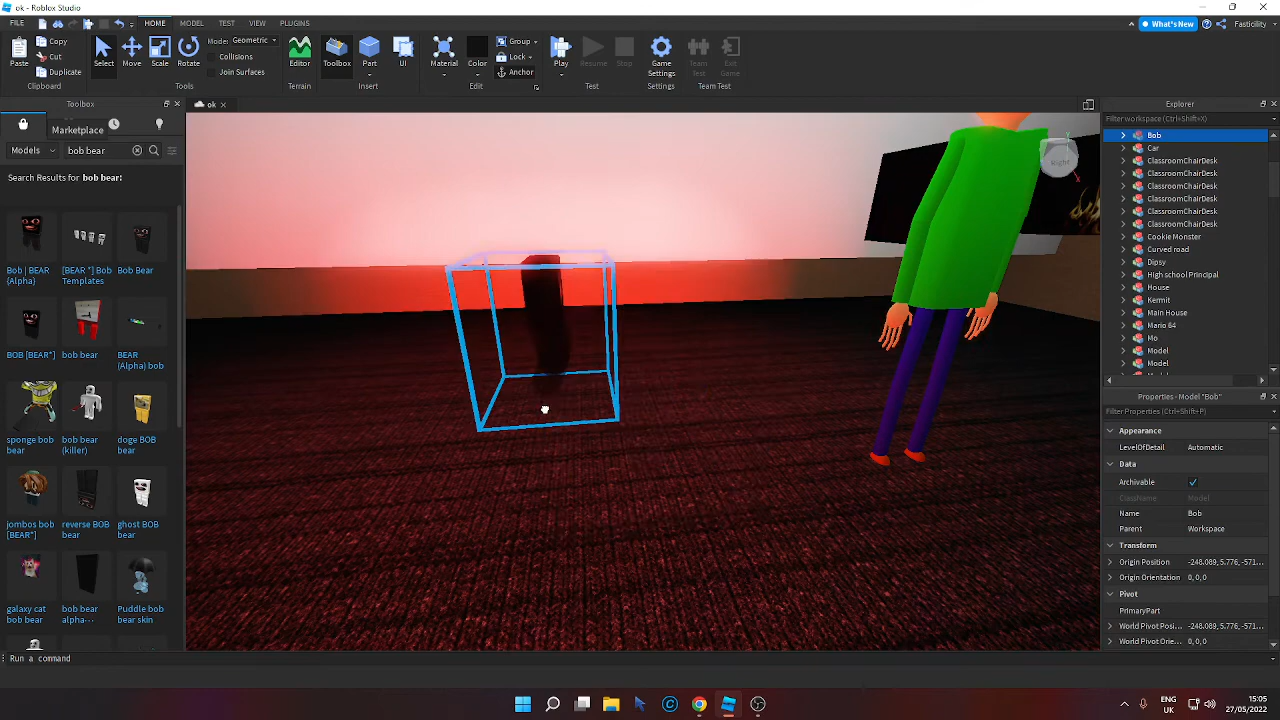 ok - Roblox Studio
FILE HOME MODEL TEST VIEW PLUGINS What's New Fasticility
Paste Copy Cut Duplicate Select Move Scale Rotate Mode: Geometric Collisions Join Surfaces Editor Toolbox Part UI Material Color Group Lock Anchor Play Resume Stop Game Settings Team Test Exit Game
Clipboard Tools Terrain Insert Edit Test Settings Team Test
Toolbox ok
Marketplace
Models bob bear
Search Results for bob bear:
Bob | BEAR {Alpha}
[BEAR *] Bob Templates
Bob Bear
BOB [BEAR*]
bob bear
BEAR (Alpha) bob
sponge bob bear
bob bear (killer)
doge BOB bear
jombos bob [BEAR*]
reverse BOB bear
ghost BOB bear
galaxy cat bob bear
bob bear alpha-...
Puddle bob bear skin
Right
Y
X
Explorer
Filter workspace (Ctrl+Shift+X)
Bob
Car
ClassroomChairDesk
ClassroomChairDesk
ClassroomChairDesk
ClassroomChairDesk
ClassroomChairDesk
ClassroomChairDesk
Cookie Monster
Curved road
Dipsy
High school Principal
House
Kermit
Main House
Mario 64
Mo
Model
Model
Properties - Model "Bob"
Filter Properties (Ctrl+Shift+P)
Appearance
LevelOfDetail Automatic
Data
Archivable
ClassName Model
Name Bob
Parent Workspace
Transform
Origin Position -248.089, 5.776, -571...
Origin Orientation 0, 0, 0
Pivot
PrimaryPart
World Pivot Posi... -248.089, 5.776, -571...
World Pivot Orie... 0, 0, 0
Run a command
ENG
UK
15:05
27/05/2022